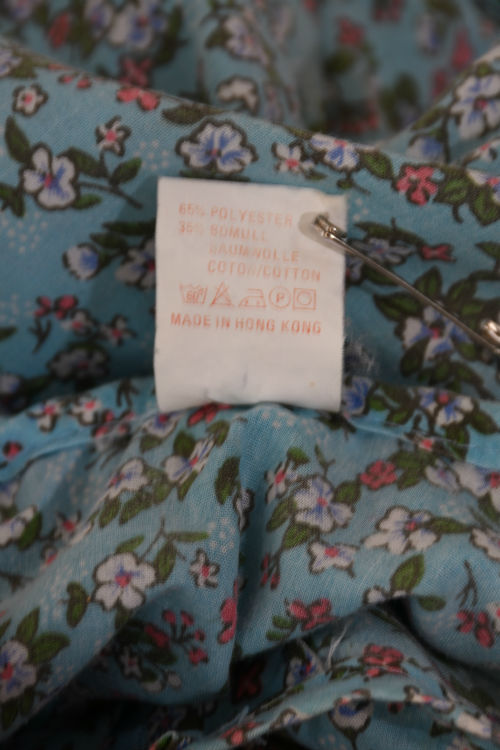 65% POLYESTER
35% BOMULL
BAUMWOLLE
COTON/COTTON
P
MADE IN HONG KONG